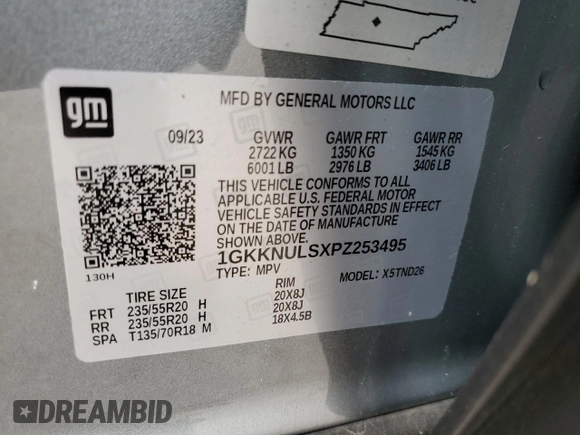 gm
MFD BY GENERAL MOTORS LLC
09/23 GVWR GAWR FRT GAWR RR
2722 KG 1350 KG 1545 KG
6001 LB 2976 LB 3406 LB
THIS VEHICLE CONFORMS TO ALL
APPLICABLE U.S. FEDERAL MOTOR
VEHICLE SAFETY STANDARDS IN EFFECT
ON THE DATE OF MANUFACTURE
SHOWN ABOVE.
1GKKNULSXPZ253495
130H
TYPE: MPV MODEL: X5TND26
TIRE SIZE RIM
FRT 235/55R20 H 20X8J
RR 235/55R20 H 20X8J
SPA T135/70R18 M 18X4.5B
DREAMBID